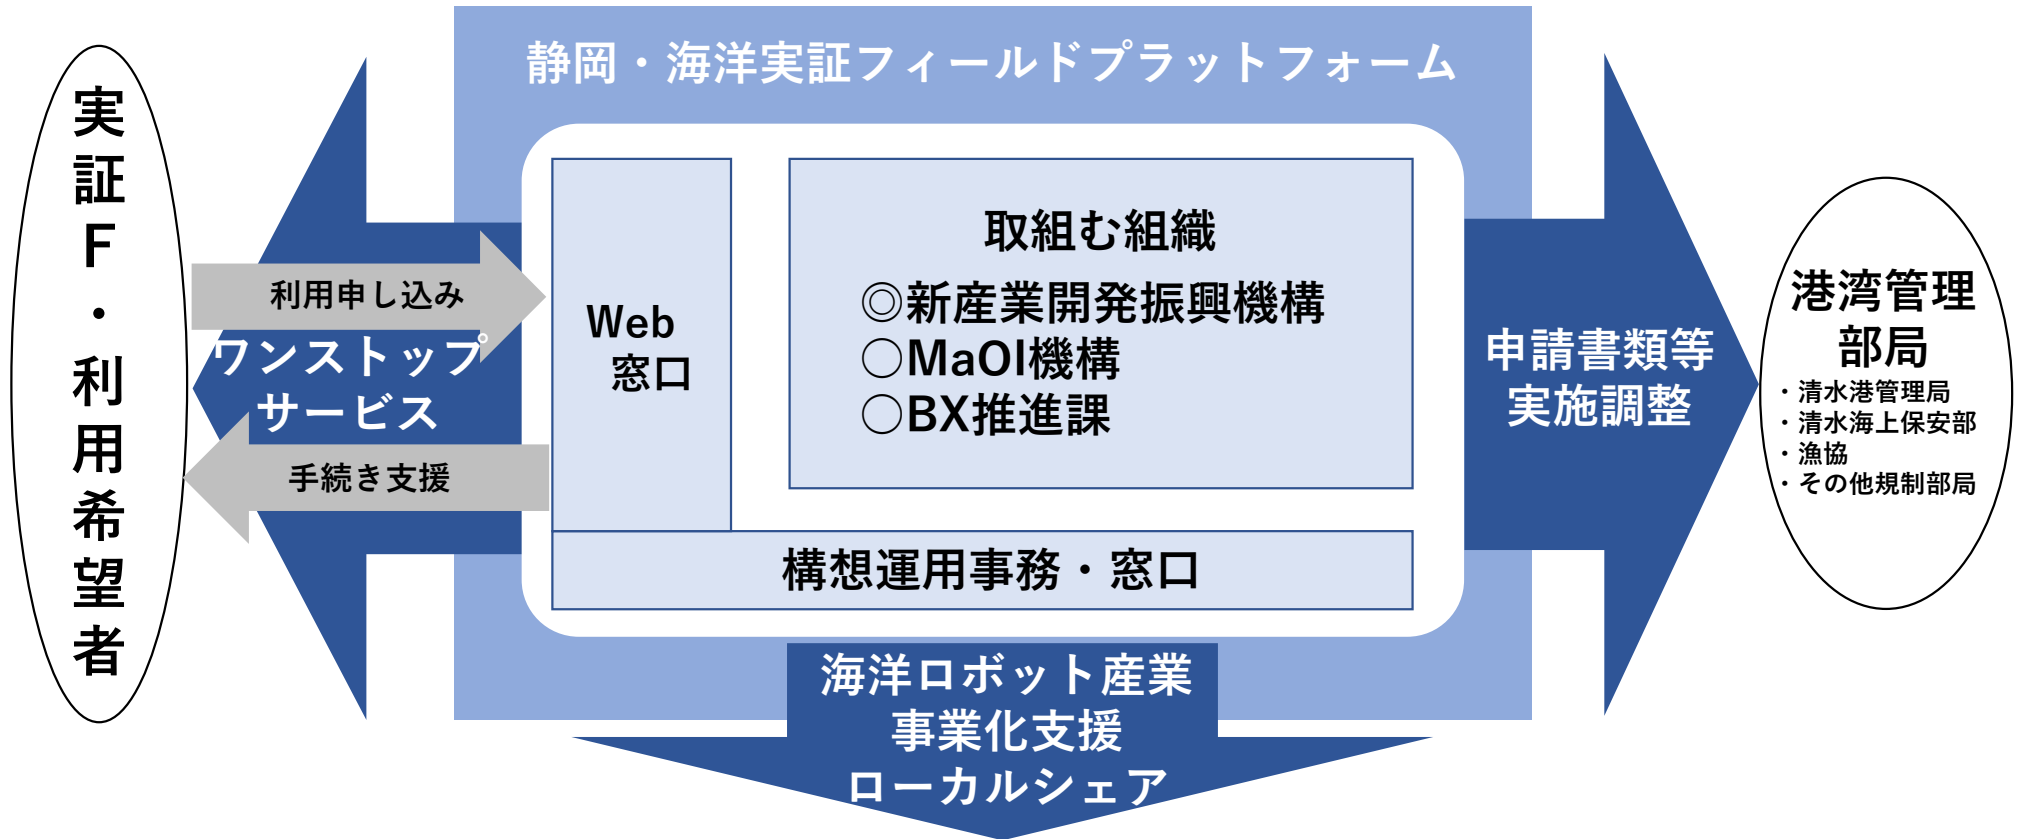 静岡・海洋実証フィールドプラットフォーム
実証F・利用希望者
利用申し込み
ワンストップ
サービス
手続き支援
Web
窓口
取組む組織
◎新産業開発振興機構
○MaOI機構
○BX推進課
構想運用事務・窓口
申請書類等
実施調整
港湾管理
部局
・清水港管理局
・清水海上保安部
・漁協
・その他規制部局
海洋ロボット産業
事業化支援
ローカルシェア